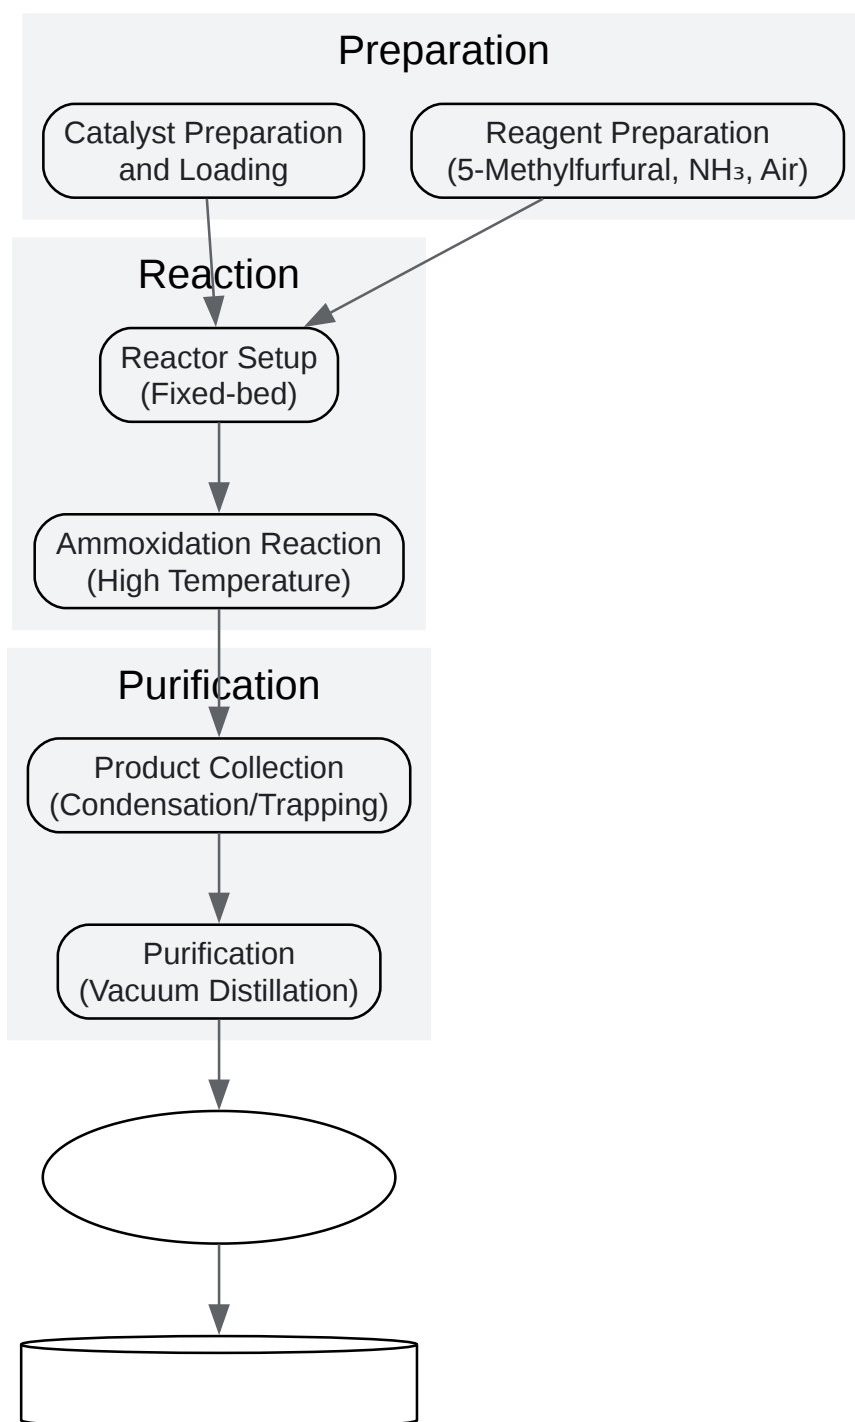 Preparation
Catalyst Preparation
and Loading
Reagent Preparation
(5-Methylfurfural, NH₃, Air)
Reaction
Reactor Setup
(Fixed-bed)
Ammoxidation Reaction
(High Temperature)
Purification
Product Collection
(Condensation/Trapping)
Purification
(Vacuum Distillation)